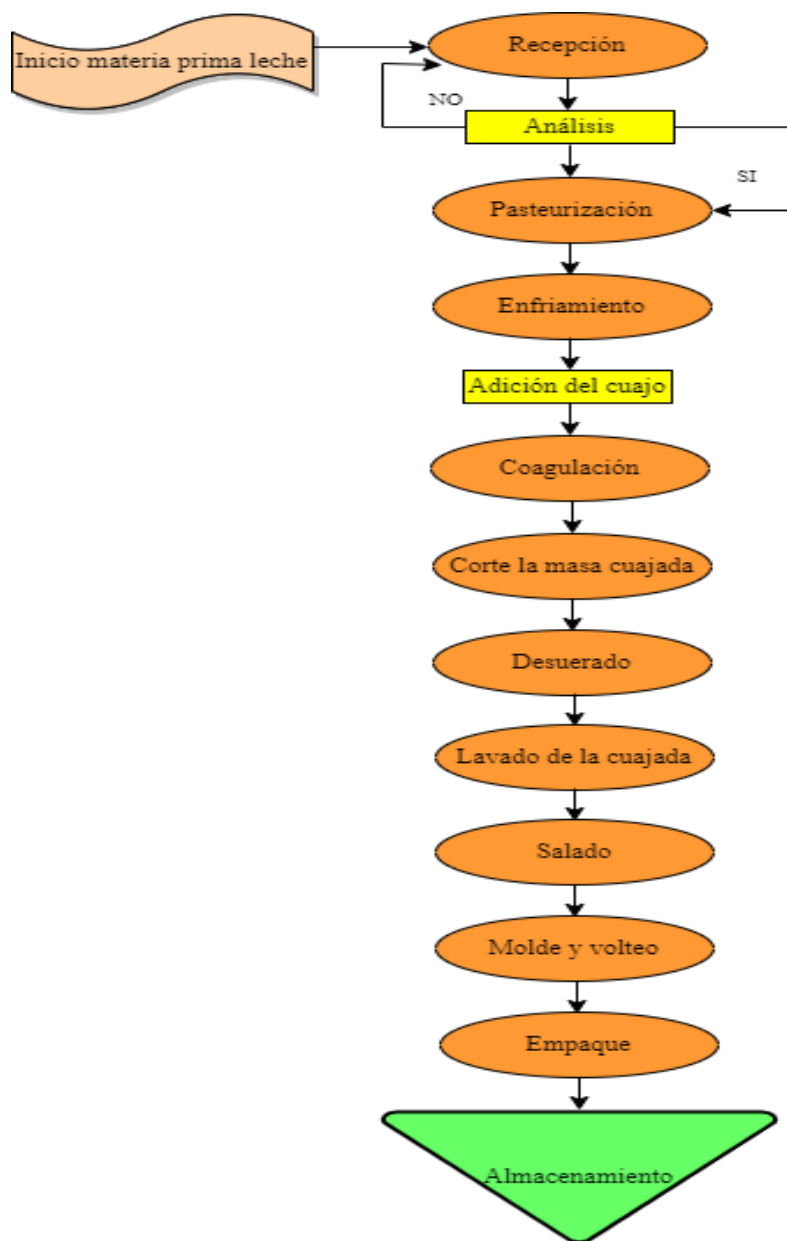 Inicio materia prima leche
Recepción
NO
Análisis
SI
Pasteurización
Enfriamiento
Adición del cuajo
Coagulación
Corte la masa cuajada
Desuerado
Lavado de la cuajada
Salado
Molde y volteo
Empaque
Almacenamiento